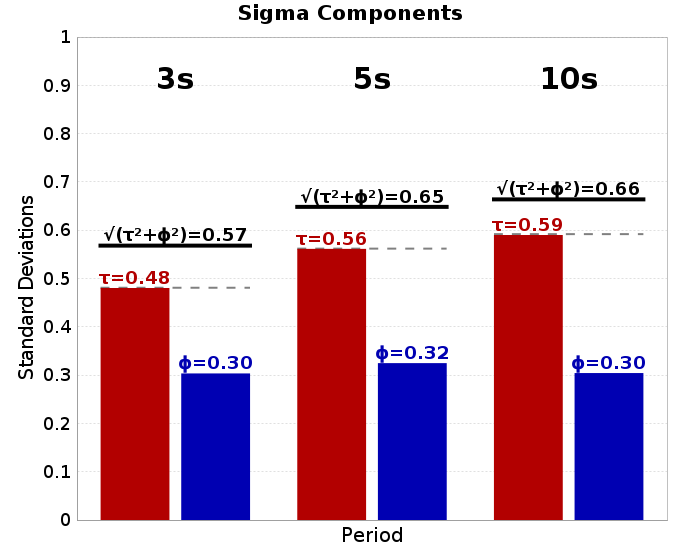 Sigma Components
1
0.9
0.8
0.7
0.6
0.5
0.4
0.3
0.2
0.1
0
Standard Deviations
3s
5s
10s
√(τ²+ϕ²)=0.57
√(τ²+ϕ²)=0.65
√(τ²+ϕ²)=0.66
τ=0.48
ϕ=0.30
τ=0.56
ϕ=0.32
τ=0.59
ϕ=0.30
Period